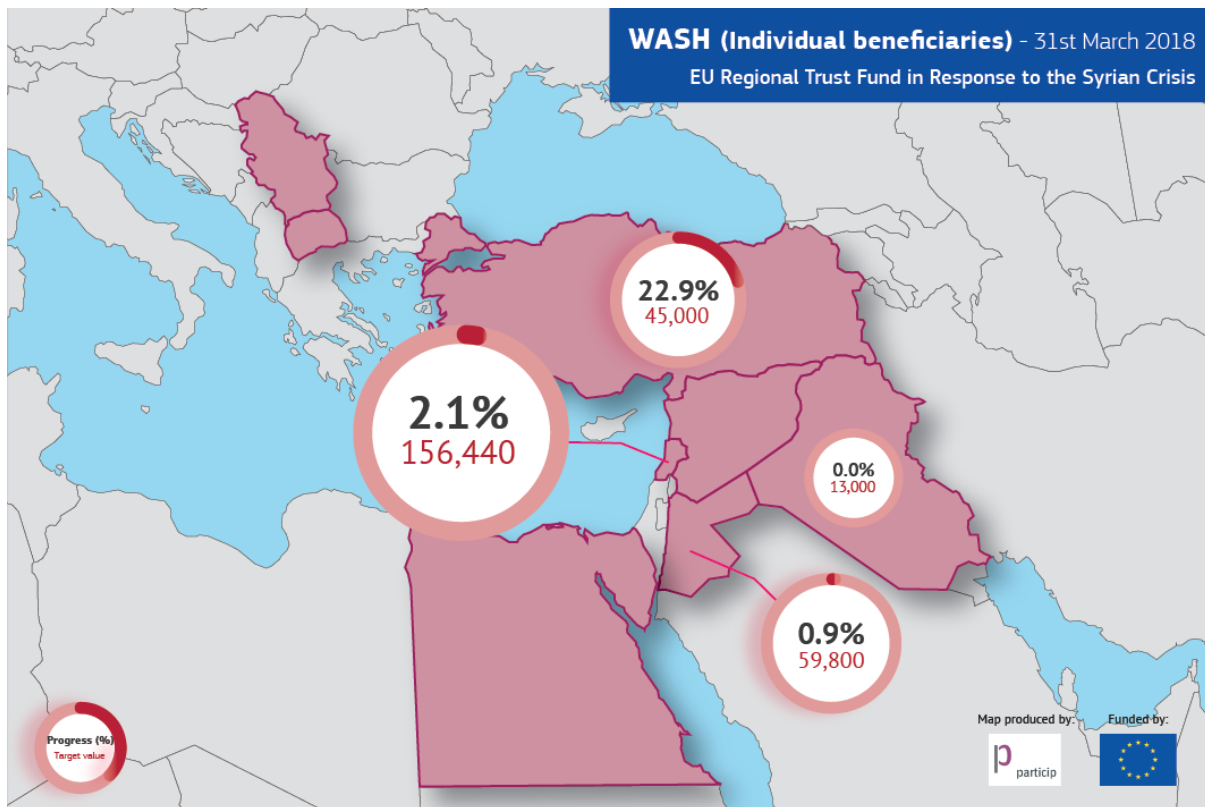 WASH (Individual beneficiaries) - 31st March 2018
EU Regional Trust Fund in Response to the Syrian Crisis
22.9%
45,000
2.1%
156,440
0.0%
13,000
0.9%
59,800
Progress (%)
Target value
Map produced by:
Funded by:
p
particip